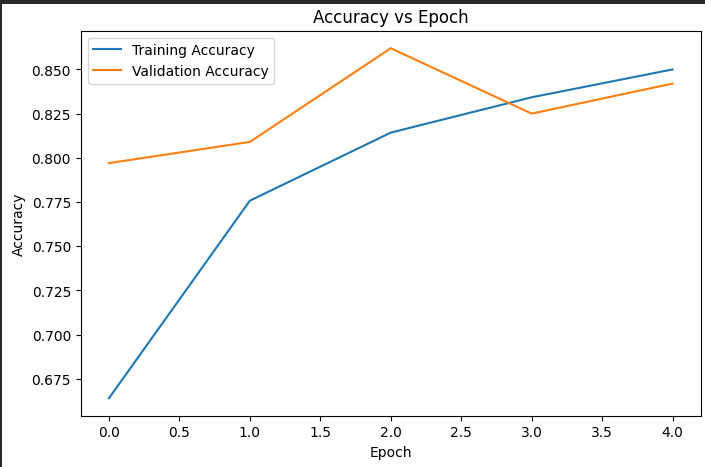 Accuracy vs Epoch
Training Accuracy
Validation Accuracy
0.850
0.825
0.800
0.775
0.750
0.725
0.700
0.675
Accuracy
0.0 0.5 1.0 1.5 2.0 2.5 3.0 3.5 4.0
Epoch